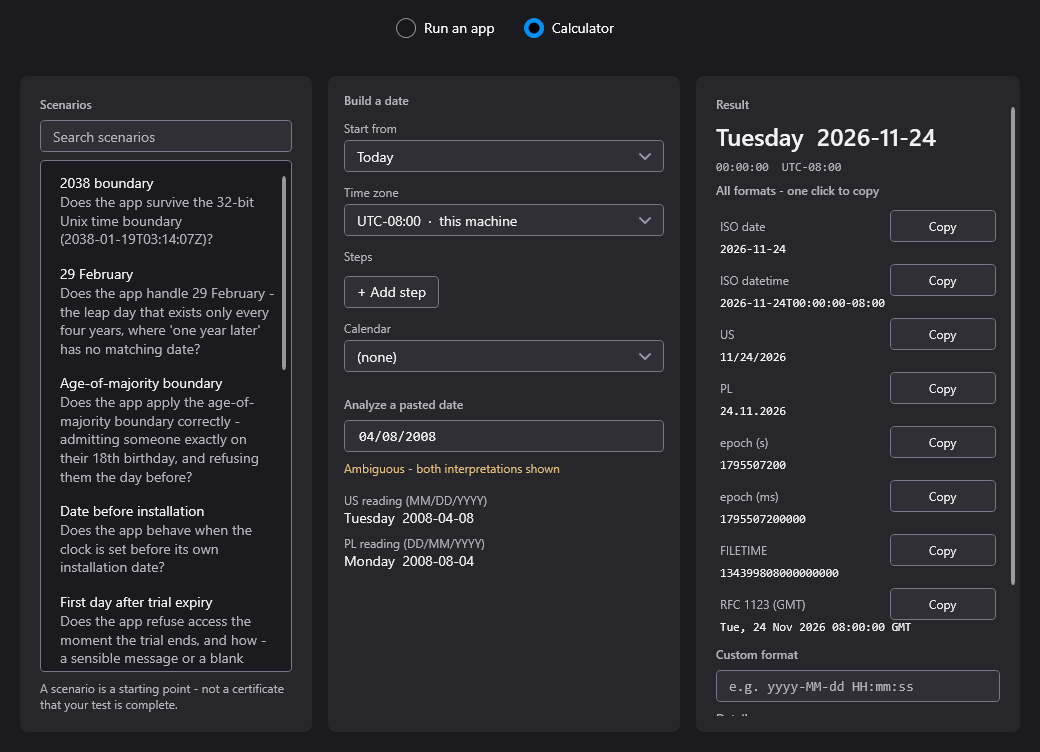 Run an app
Calculator
Scenarios
Search scenarios
2038 boundary
Does the app survive the 32-bit
Unix time boundary
(2038-01-19T03:14:07Z)?
29 February
Does the app handle 29 February -
the leap day that exists only every
four years, where 'one year later'
has no matching date?
Age-of-majority boundary
Does the app apply the age-of-
majority boundary correctly -
admitting someone exactly on
their 18th birthday, and refusing
them the day before?
Date before installation
Does the app behave when the
clock is set before its own
installation date?
First day after trial expiry
Does the app refuse access the
moment the trial ends, and how -
a sensible message or a blank
A scenario is a starting point - not a certificate
that your test is complete.
Build a date
Start from
Today
Time zone
UTC-08:00 · this machine
Steps
+ Add step
Calendar
(none)
Analyze a pasted date
04/08/2008
Ambiguous - both interpretations shown
US reading (MM/DD/YYYY)
Tuesday 2008-04-08
PL reading (DD/MM/YYYY)
Monday 2008-08-04
Result
Tuesday 2026-11-24
00:00:00 UTC-08:00
All formats - one click to copy
ISO date
Copy
2026-11-24
ISO datetime
Copy
2026-11-24T00:00:00-08:00
US
Copy
11/24/2026
PL
Copy
24.11.2026
epoch (s)
Copy
1795507200
epoch (ms)
Copy
1795507200000
FILETIME
Copy
134399808000000000
RFC 1123 (GMT)
Copy
Tue, 24 Nov 2026 08:00:00 GMT
Custom format
e.g. yyyy-MM-dd HH:mm:ss